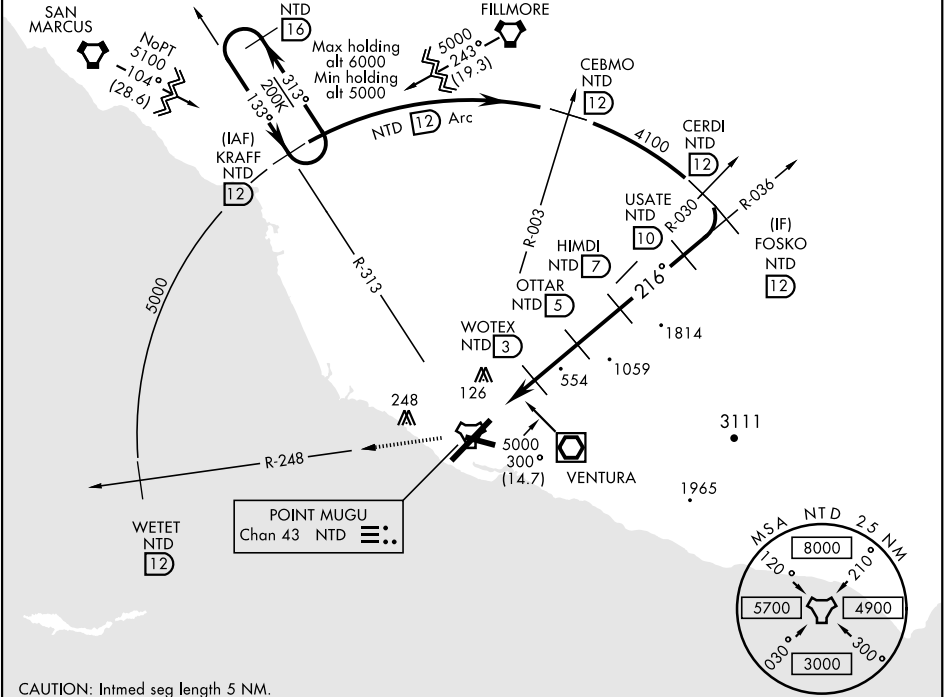 SAN
MARCUS
NoPT
5100
104°
(28.6)
NTD
16
Max holding
alt 6000
Min holding
alt 5000
313°
200K
133°
FILLMORE
5000
243°
(19.3)
(IAF)
KRAFF
NTD
12
NTD 12 Arc
CEBMO
NTD
12
4100
CERDI
NTD
12
R-030
R-036
USATE
NTD
10
(IF)
FOSKO
NTD
12
R-003
HIMDI
NTD 7
216°
OTTAR
NTD 5
R-313
5000
WOTEX
NTD 3
1814
1059
554
126
248
3111
5000
300°
(14.7)
VENTURA
R-248
1965
WETET
NTD
12
POINT MUGU
Chan 43 NTD
MSA NTD 25 NM
120°
8000
210°
5700
4900
030°
3000
300°
CAUTION: Intmed seg length 5 NM.